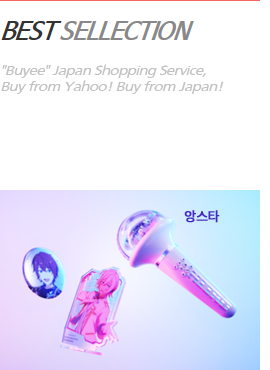 BEST SELLECTION
"Buyee" Japan Shopping Service,
Buy from Yahoo! Buy from Japan!
앙스타